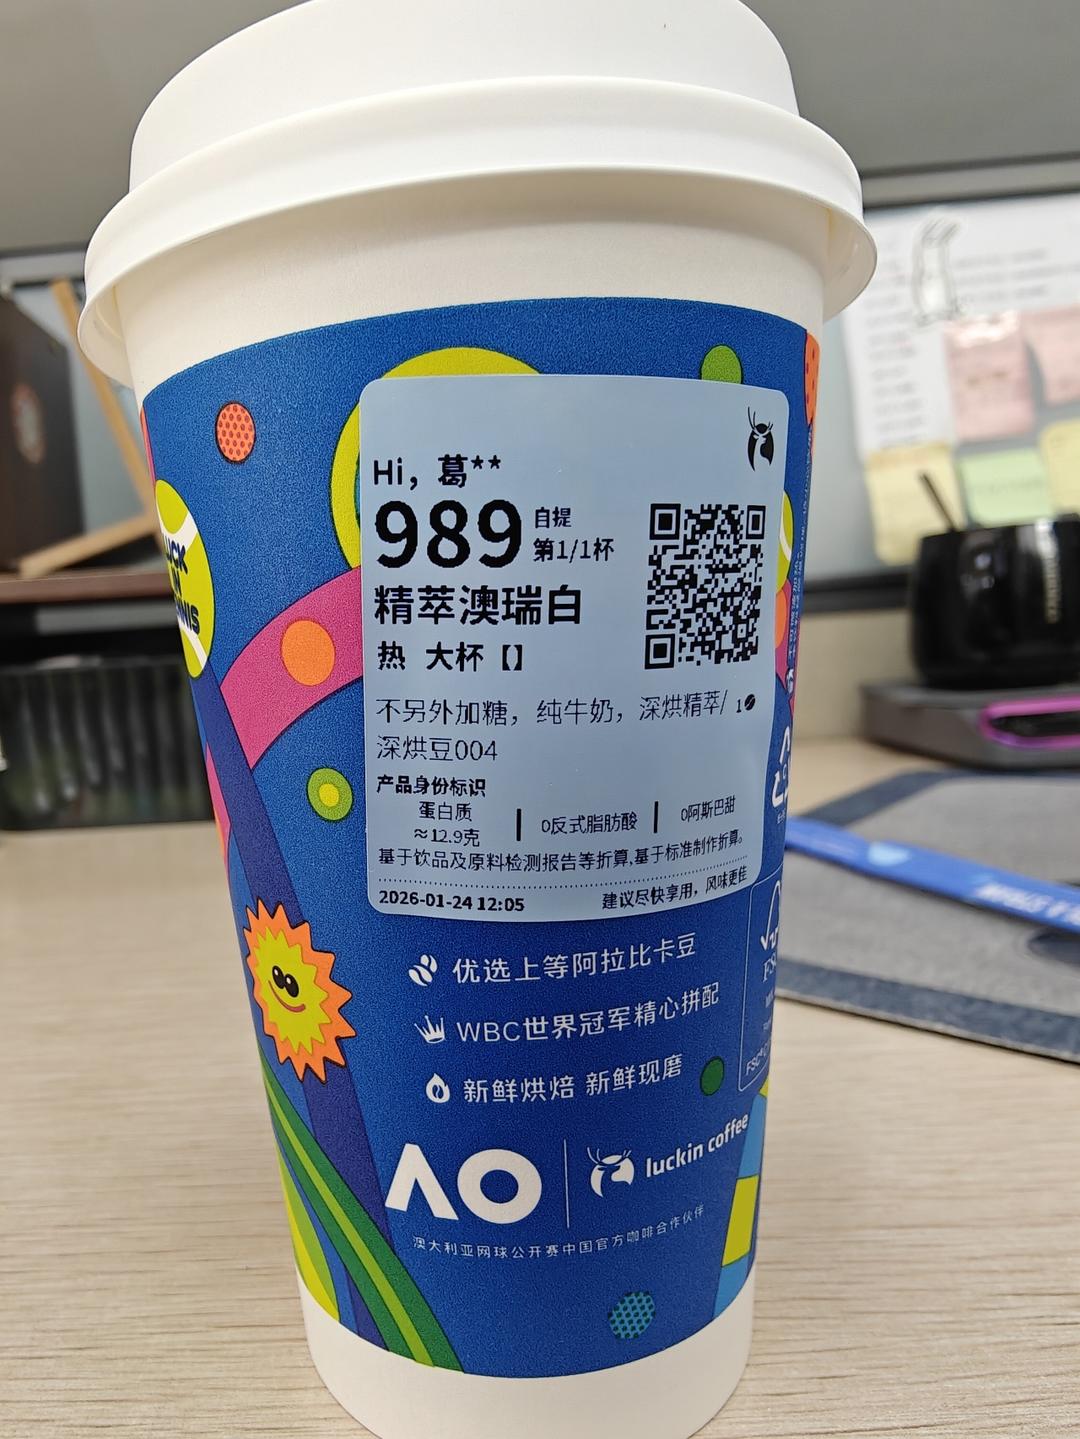 Hi，葛**
989 自提
第1/1杯
精萃澳瑞白
热 大杯【】
不另外加糖，纯牛奶，深烘精萃/ 1
深烘豆004
产品身份标识
蛋白质
≈12.9克 | 0反式脂肪酸 | 0阿斯巴甜
基于饮品及原料检测报告等折算,基于标准制作折算。
2026-01-24 12:05 建议尽快享用，风味更佳
优选上等阿拉比卡豆
WBC世界冠军精心拼配
新鲜烘焙 新鲜现磨
AO luckin coffee
澳大利亚网球公开赛中国官方咖啡合作伙伴
IN